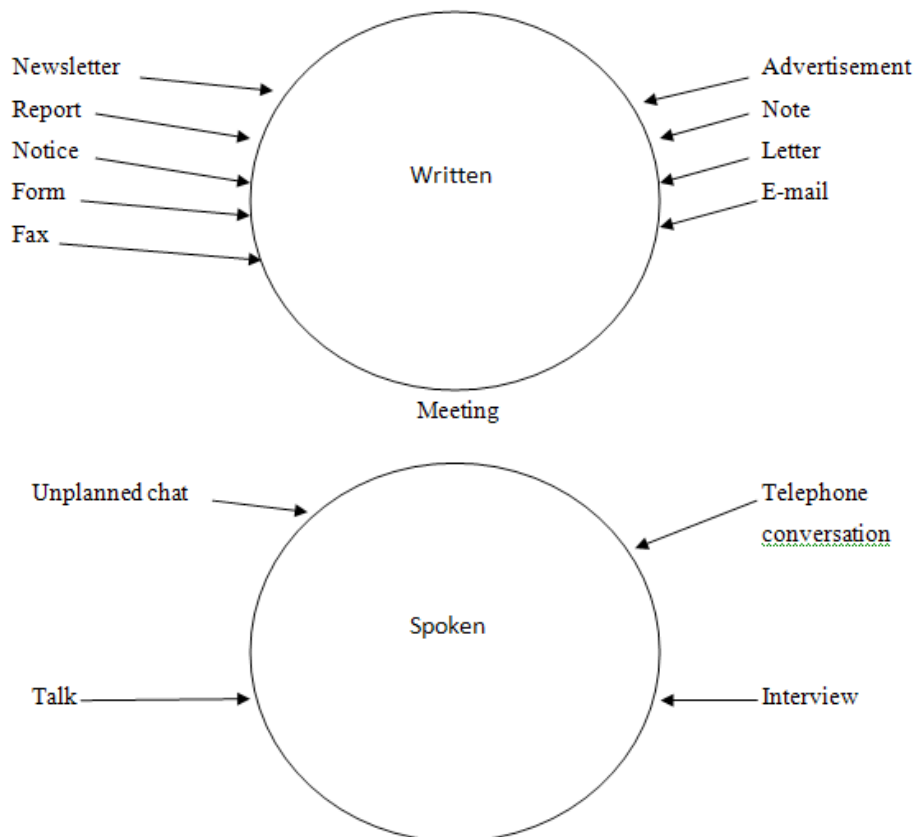 Newsletter
Advertisement
Report
Note
Notice
Letter
Written
Form
E-mail
Fax
Meeting
Unplanned chat
Telephone
conversation
Spoken
Talk
Interview